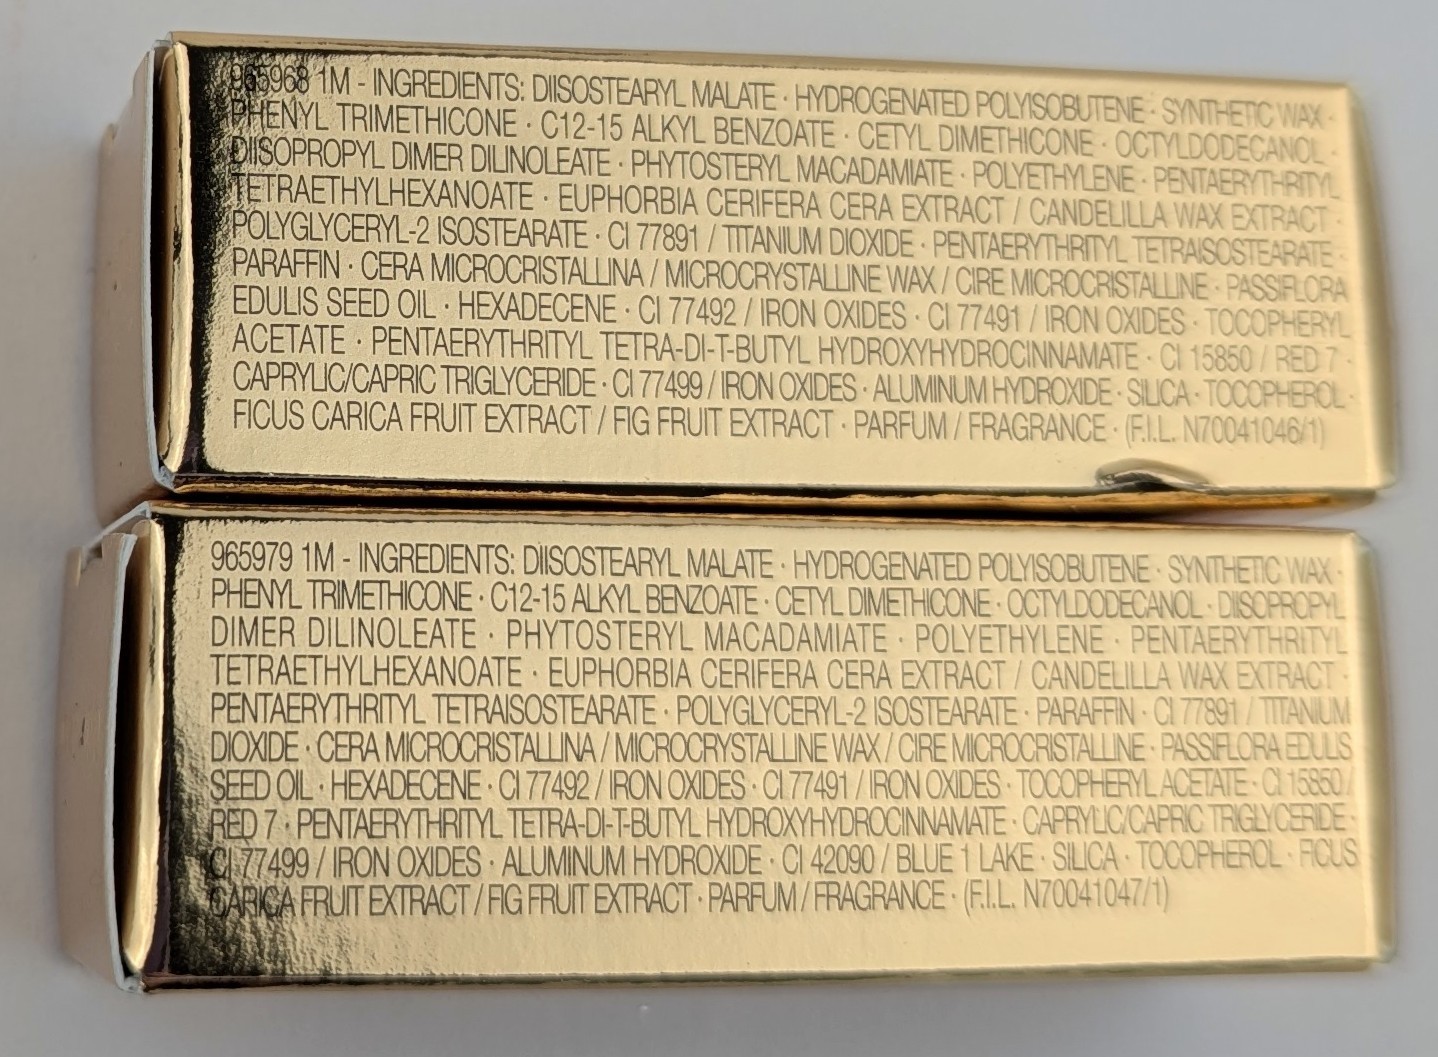 965968 1M - INGREDIENTS: DIISOSTEARYL MALATE · HYDROGENATED POLYISOBUTENE · SYNTHETIC WAX ·
PHENYL TRIMETHICONE · C12-15 ALKYL BENZOATE · CETYL DIMETHICONE · OCTYLDODECANOL ·
DIISOPROPYL DIMER DILINOLEATE · PHYTOSTERYL MACADAMIATE · POLYETHYLENE · PENTAERYTHRITYL
TETRAETHYLHEXANOATE · EUPHORBIA CERIFERA CERA EXTRACT / CANDELILLA WAX EXTRACT ·
POLYGLYCERYL-2 ISOSTEARATE · CI 77891 / TITANIUM DIOXIDE · PENTAERYTHRITYL TETRAISOSTEARATE ·
PARAFFIN · CERA MICROCRISTALLINA / MICROCRYSTALLINE WAX / CIRE MICROCRISTALLINE · PASSIFLORA
EDULIS SEED OIL · HEXADECENE · CI 77492 / IRON OXIDES · CI 77491 / IRON OXIDES · TOCOPHERYL
ACETATE · PENTAERYTHRITYL TETRA-DI-T-BUTYL HYDROXYHYDROCINNAMATE · CI 15850 / RED 7 ·
CAPRYLIC/CAPRIC TRIGLYCERIDE · CI 77499 / IRON OXIDES · ALUMINUM HYDROXIDE · SILICA · TOCOPHEROL ·
FICUS CARICA FRUIT EXTRACT / FIG FRUIT EXTRACT · PARFUM / FRAGRANCE · (F.I.L. N70041046/1)
965979 1M - INGREDIENTS: DIISOSTEARYL MALATE · HYDROGENATED POLYISOBUTENE · SYNTHETIC WAX ·
PHENYL TRIMETHICONE · C12-15 ALKYL BENZOATE · CETYL DIMETHICONE · OCTYLDODECANOL · DIISOPROPYL
DIMER DILINOLEATE · PHYTOSTERYL MACADAMIATE · POLYETHYLENE · PENTAERYTHRITYL
TETRAETHYLHEXANOATE · EUPHORBIA CERIFERA CERA EXTRACT / CANDELILLA WAX EXTRACT ·
PENTAERYTHRITYL TETRAISOSTEARATE · POLYGLYCERYL-2 ISOSTEARATE · PARAFFIN · CI 77891 / TITANIUM
DIOXIDE · CERA MICROCRISTALLINA / MICROCRYSTALLINE WAX / CIRE MICROCRISTALLINE · PASSIFLORA EDULIS
SEED OIL · HEXADECENE · CI 77492 / IRON OXIDES · CI 77491 / IRON OXIDES · TOCOPHERYL ACETATE · CI 15850 /
RED 7 · PENTAERYTHRITYL TETRA-DI-T-BUTYL HYDROXYHYDROCINNAMATE · CAPRYLIC/CAPRIC TRIGLYCERIDE ·
CI 77499 / IRON OXIDES · ALUMINUM HYDROXIDE · CI 42090 / BLUE 1 LAKE · SILICA · TOCOPHEROL · FICUS
CARICA FRUIT EXTRACT / FIG FRUIT EXTRACT · PARFUM / FRAGRANCE · (F.I.L. N70041047/1)